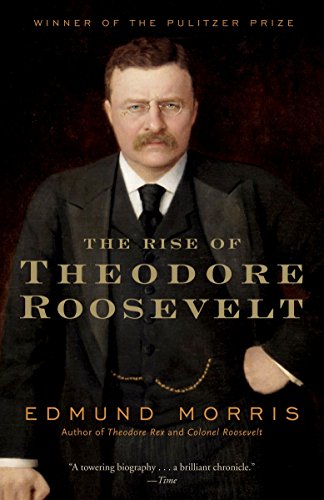 WINNER OF THE PULITZER PRIZE
THE RISE OF
THEODORE
ROOSEVELT
EDMUND MORRIS
Author of Theodore Rex and Colonel Roosevelt
"A towering biography . . . a brilliant chronicle."
—Time